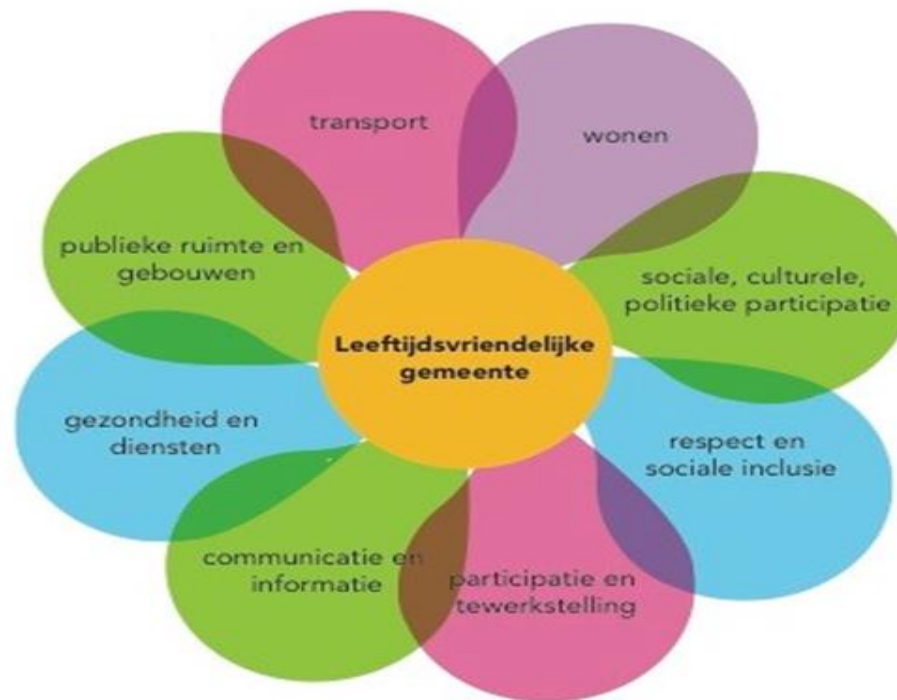 transport
wonen
publieke ruimte en
gebouwen
sociale, culturele,
politieke participatie
Leeftijdsvriendelijke
gemeente
gezondheid en
diensten
respect en
sociale inclusie
communicatie en
informatie
participatie en
tewerkstelling